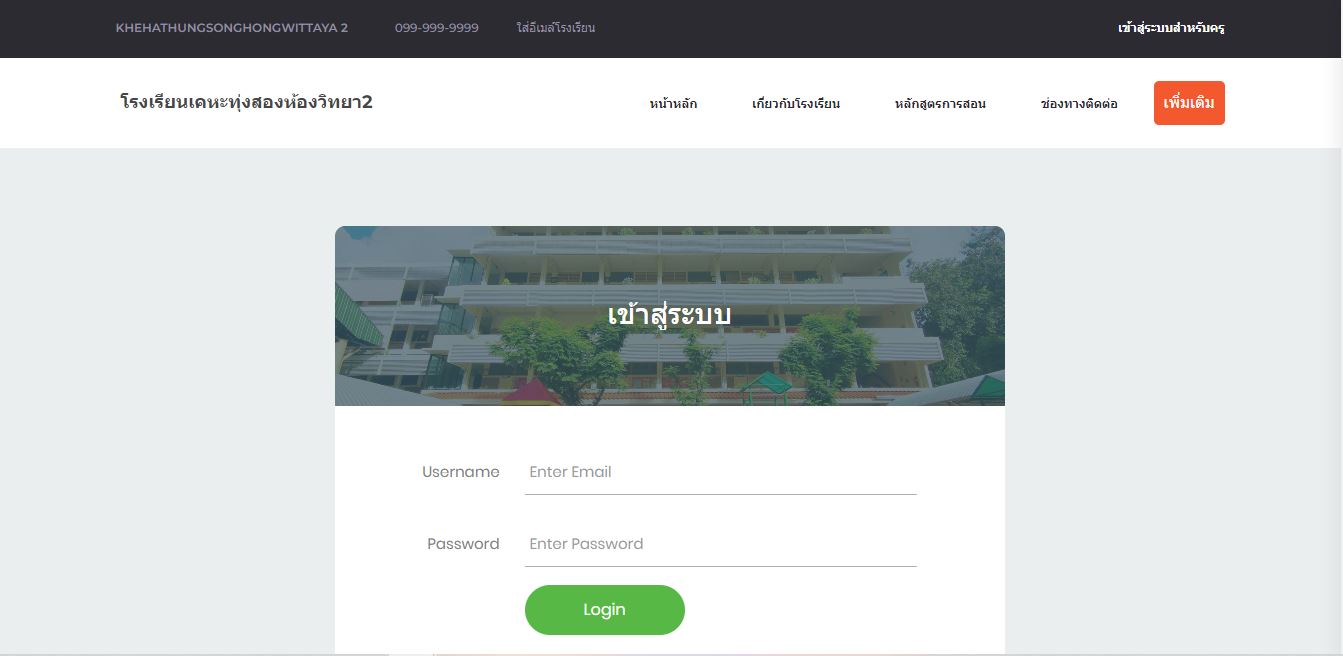 KHEHATHUNGSONGHONGWITTAYA 2 099-999-9999 ใส่อีเมล์โรงเรียน เข้าสู่ระบบสำหรับครู
โรงเรียนเคหะทุ่งสองห้องวิทยา2 หน้าหลัก เกี่ยวกับโรงเรียน หลักสูตรการสอน ช่องทางติดต่อ เพิ่มเติม
เข้าสู่ระบบ
Username Enter Email
Password Enter Password
Login